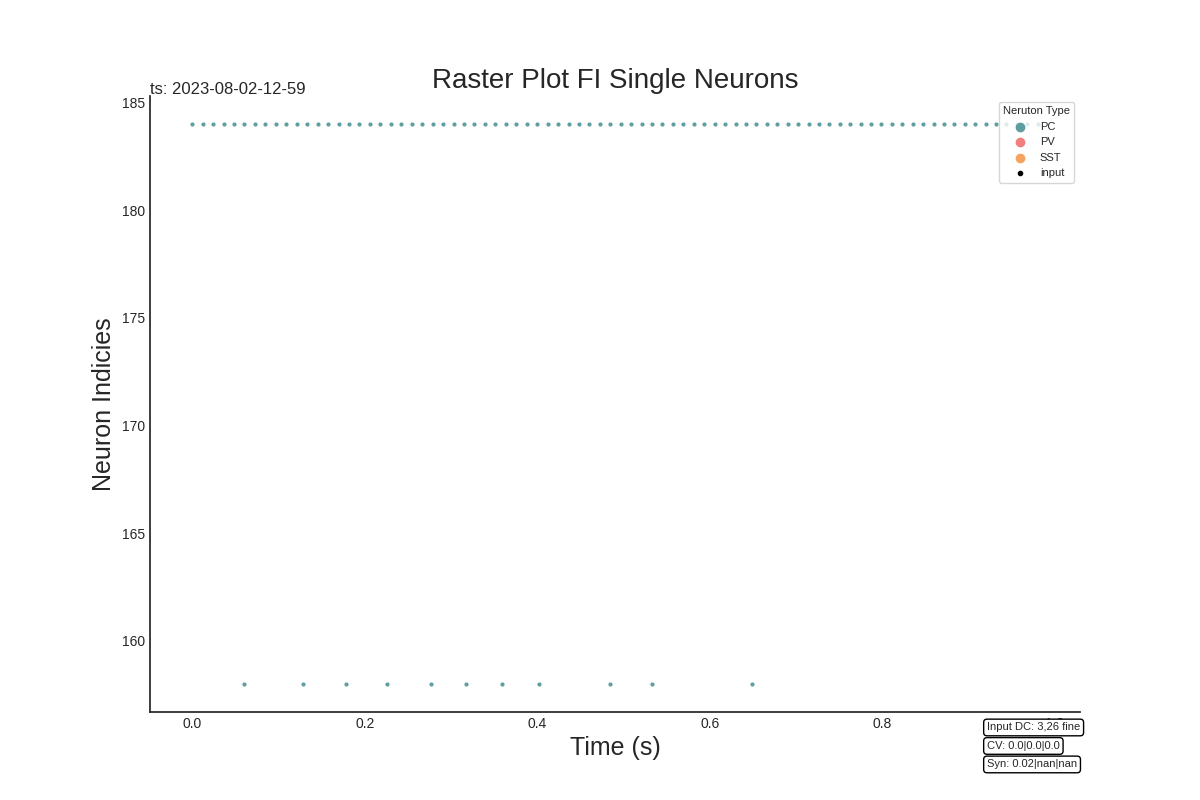 Raster Plot FI Single Neurons
ts: 2023-08-02-12-59
185
180
175
170
165
160
Neuron Indicies
Neruton Type
PC
PV
SST
input
0.0
0.2
0.4
0.6
0.8
Time (s)
Input DC: 3,26 fine
CV: 0.0|0.0|0.0
Syn: 0.02|nan|nan